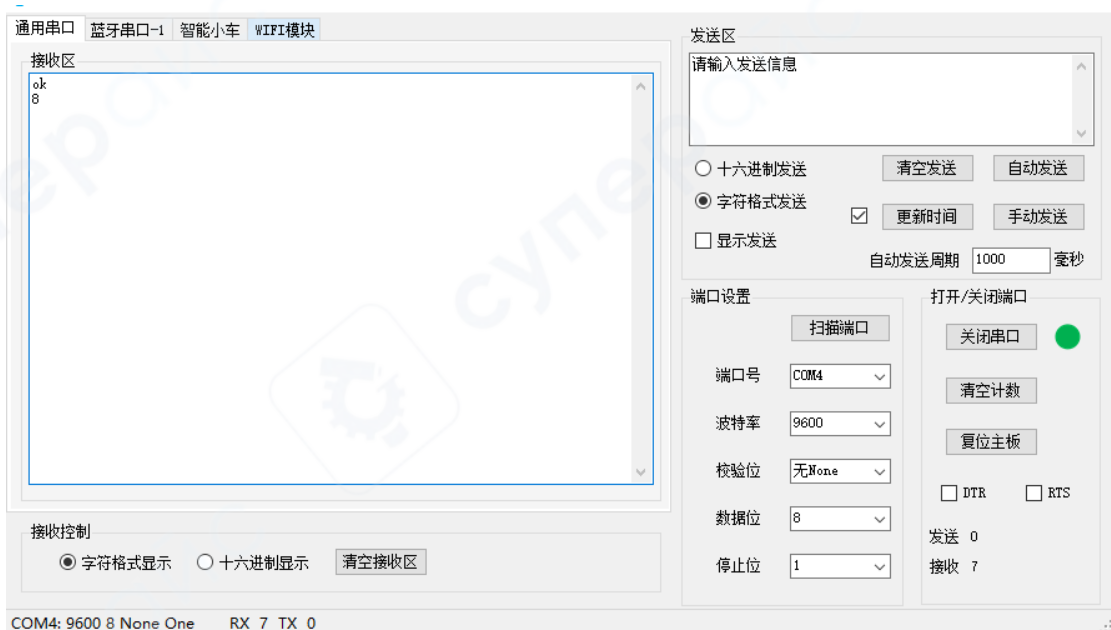 通用串口 蓝牙串口-1 智能小车 WIFI模块
接收区
ok
8
接收控制
字符格式显示 十六进制显示 清空接收区
发送区
请输入发送信息
十六进制发送 清空发送 自动发送
字符格式发送 更新时间 手动发送
显示发送
自动发送周期 1000 毫秒
端口设置
扫描端口
端口号 COM4
波特率 9600
校验位 无None
数据位 8
停止位 1
打开/关闭端口
关闭串口
清空计数
复位主板
DTR RTS
发送 0
接收 7
COM4: 9600 8 None One RX 7 TX 0